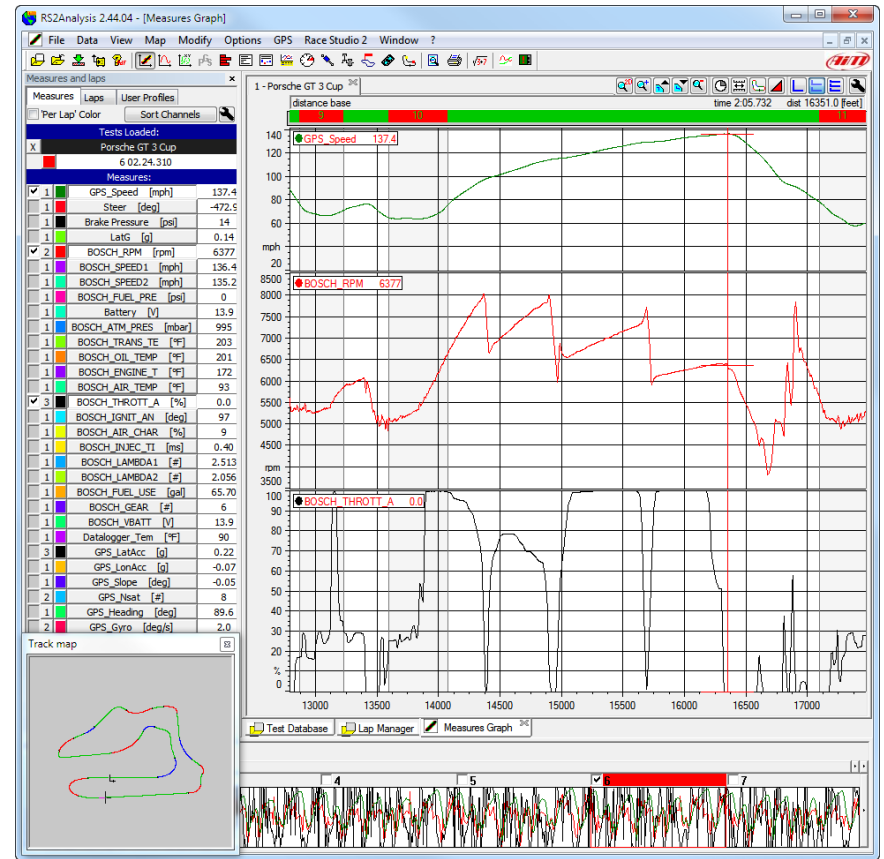 RS2Analysis 2.44.04 - [Measures Graph]
File Data View Map Modify Options GPS Race Studio 2 Window ?
AiM
Measures and laps x
Measures Laps User Profiles
'Per Lap' Color Sort Channels
Tests Loaded:
X Porsche GT 3 Cup
6 02.24.310
Measures:
1 GPS_Speed [mph] 137.4
1 Steer [deg] -472.9
1 Brake Pressure [psi] 14
1 LatG [g] 0.14
2 BOSCH_RPM [rpm] 6377
1 BOSCH_SPEED1 [mph] 136.4
1 BOSCH_SPEED2 [mph] 135.2
1 BOSCH_FUEL_PRE [psi] 0
1 Battery [V] 13.9
1 BOSCH_ATM_PRES [mbar] 995
1 BOSCH_TRANS_TE [°F] 203
1 BOSCH_OIL_TEMP [°F] 201
1 BOSCH_ENGINE_T [°F] 172
1 BOSCH_AIR_TEMP [°F] 93
3 BOSCH_THROTT_A [%] 0.0
1 BOSCH_IGNIT_AN [deg] 97
1 BOSCH_AIR_CHAR [%] 9
1 BOSCH_INJEC_TI [ms] 0.40
1 BOSCH_LAMBDA1 [#] 2.513
1 BOSCH_LAMBDA2 [#] 2.056
1 BOSCH_FUEL_USE [gal] 65.70
1 BOSCH_GEAR [#] 6
1 BOSCH_VBATT [V] 13.9
1 Datalogger_Tem [°F] 90
3 GPS_LatAcc [g] 0.22
1 GPS_LonAcc [g] -0.07
1 GPS_Slope [deg] -0.05
2 GPS_Nsat [#] 8
1 GPS_Heading [deg] 89.6
2 GPS_Gyro [deg/s] 2.0
Track map
1 - Porsche GT 3 Cup
distance base time 2:05.732 dist 16351.0 [feet]
9 10 11
GPS_Speed 137.4
140
120
100
80
60
mph
20
BOSCH_RPM 6377
8500
8000
7500
7000
6500
6000
5500
5000
4500
rpm
3500
BOSCH_THROTT_A 0.0
100
90
80
70
60
50
40
30
20
%
0
13000 13500 14000 14500 15000 15500 16000 16500 17000
Test Database Lap Manager Measures Graph
4 5 6 7